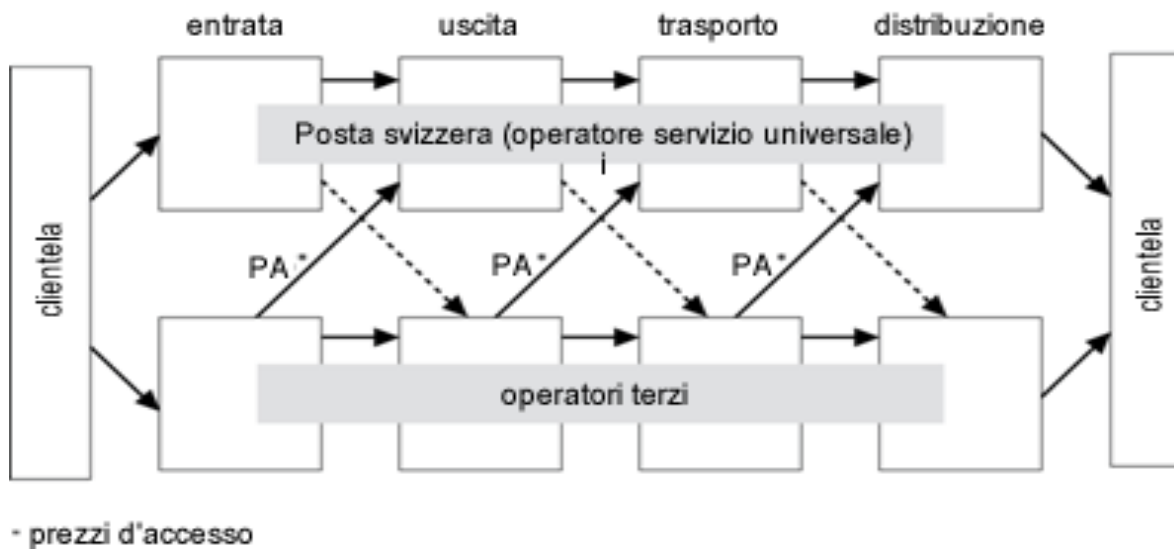 entrata uscita trasporto distribuzione
Posta svizzera (operatore servizio universale)
i
clientela
clientela
PA* PA* PA*
operatori terzi
- prezzi d'accesso